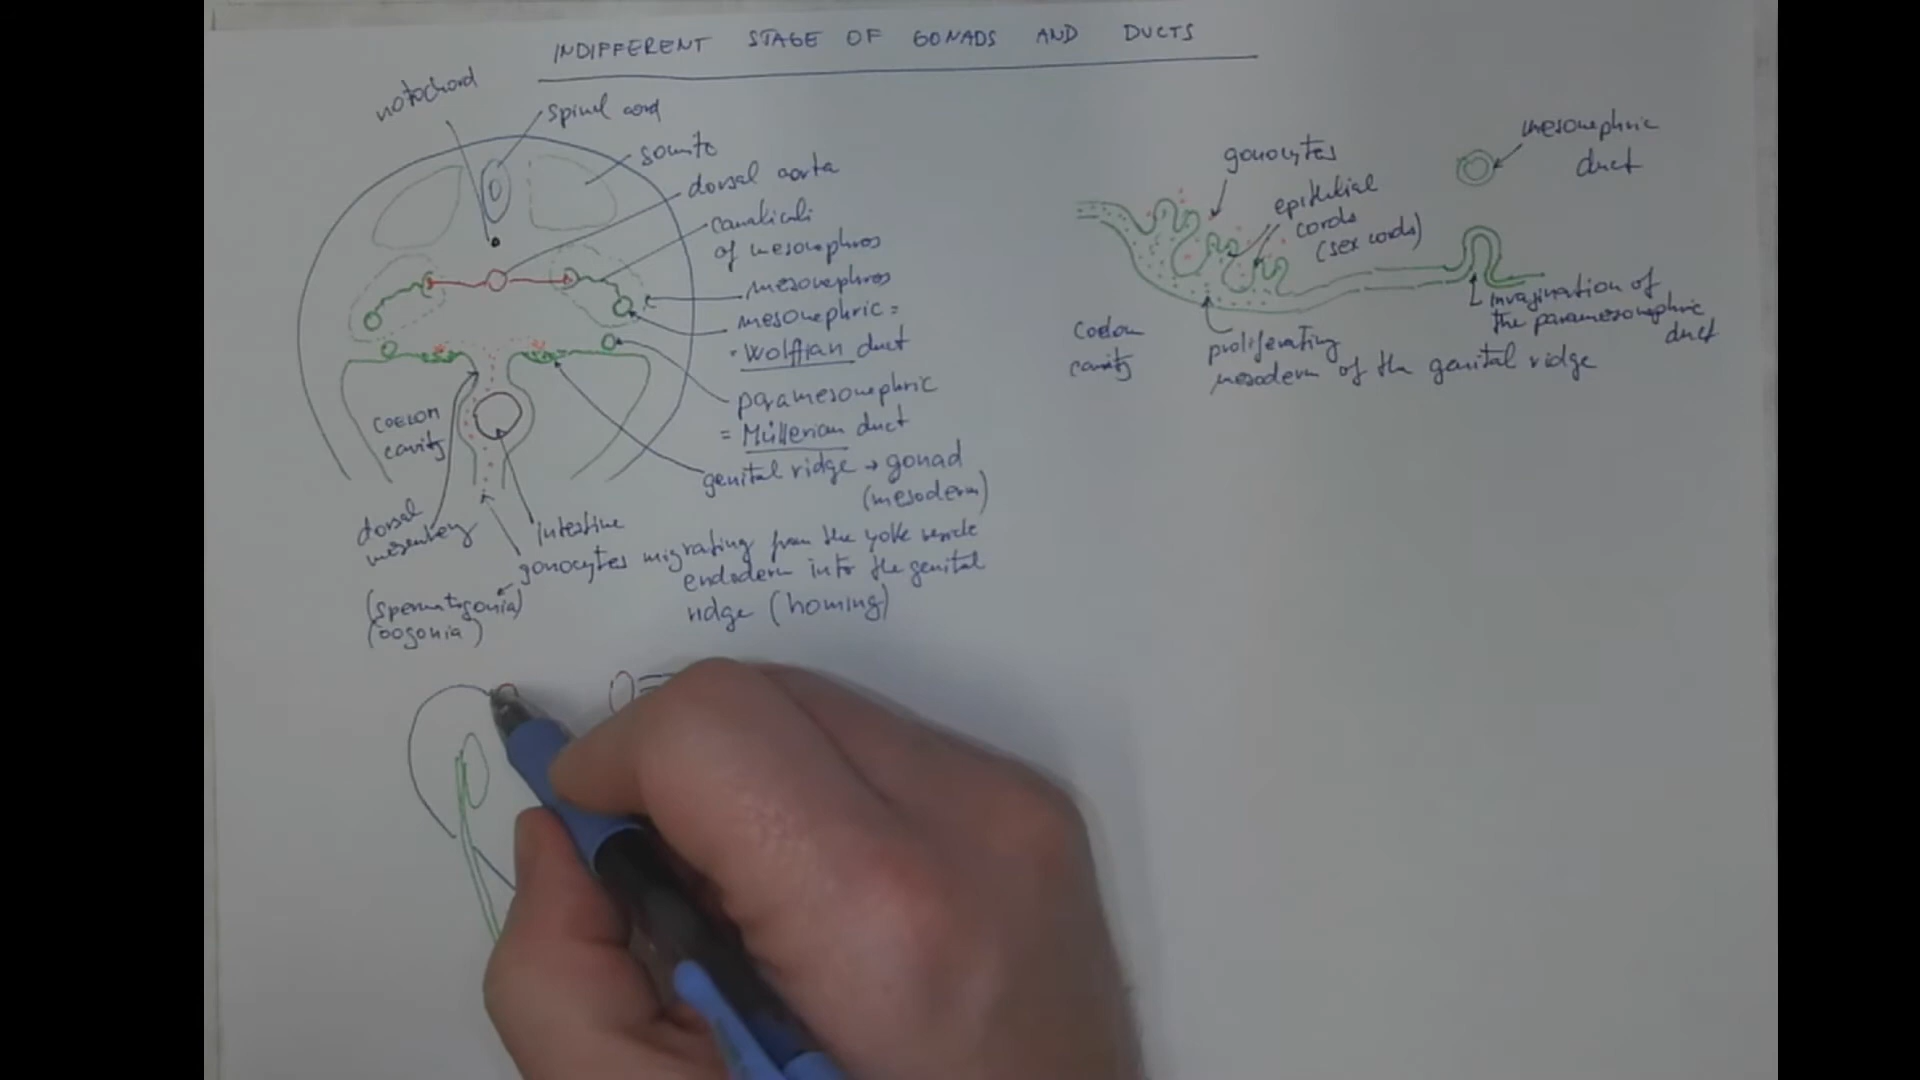 INDIFFERENT STAGE OF GONADS AND DUCTS
notochord
spinal cord
somite
dorsal aorta
canaliculi
of mesonephros
mesonephros
mesonephric =
= Wolffian duct
paramesonephric
= Müllerian duct
genital ridge → gonad
(mesoderm)
coelom
cavity
dorsal
mesentery
intestine
gonocytes migrating from the yolk vesicle
endoderm into the genital
ridge (homing)
(spermatogonia)
(oogonia)
gonocytes
epithelial
cords
(sex cords)
mesonephric
duct
invagination of
the paramesonephric
duct
coelom
cavity
proliferating
mesoderm of the genital ridge